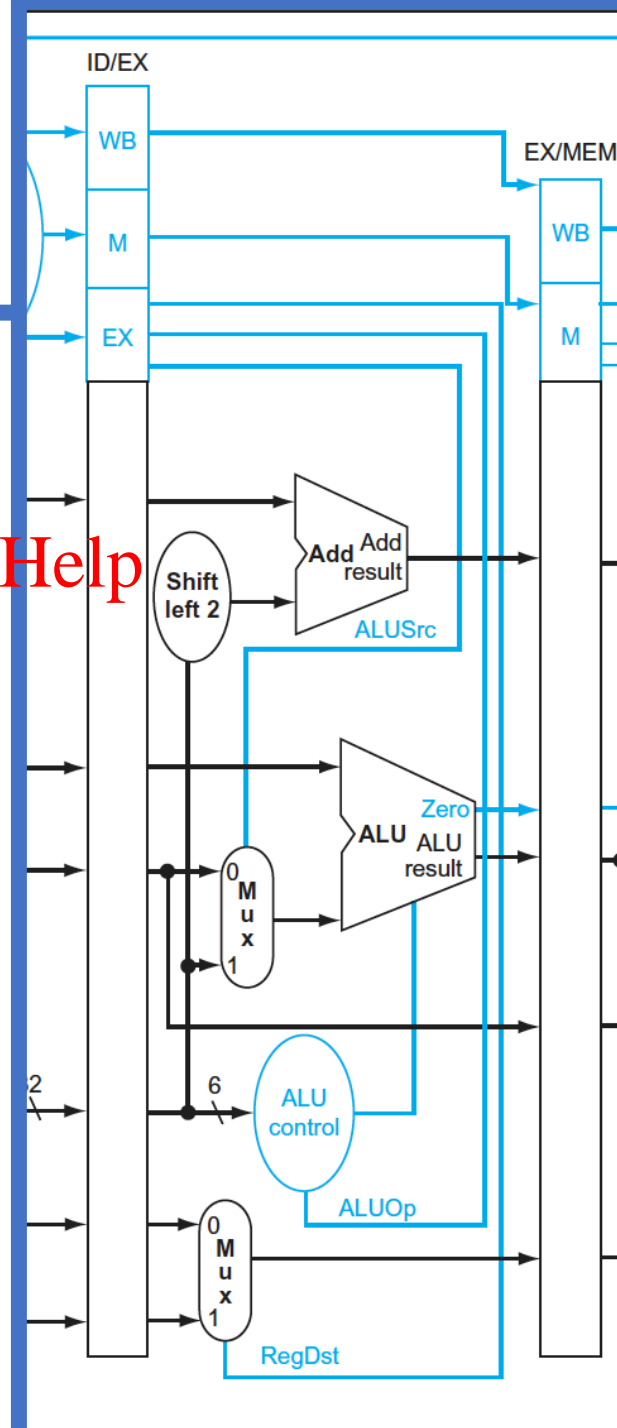 ID/EX
WB
EX/MEM
M
WB
EX
M
Help
Shift
left 2
Add
Add
result
ALUSrc
Zero
ALU
ALU
result
0
M
u
x
1
6
ALU
control
ALUOp
0
M
u
x
1
RegDst